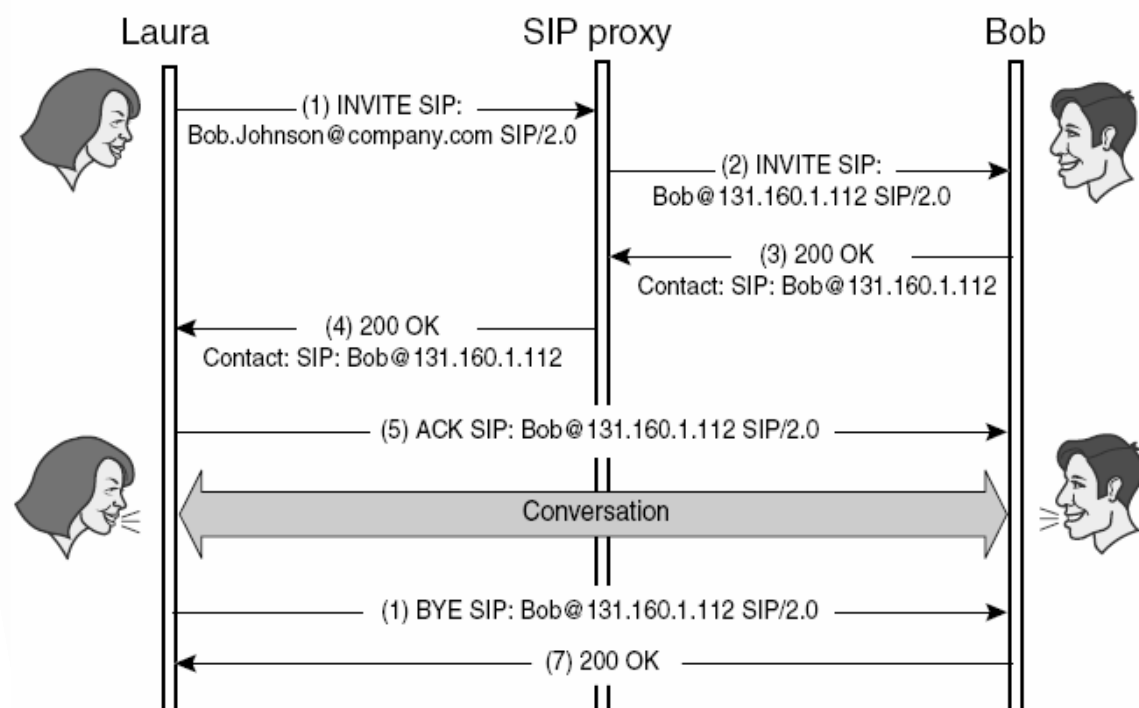 Laura
SIP proxy
Bob
(1) INVITE SIP:
Bob.Johnson@company.com SIP/2.0
(2) INVITE SIP:
Bob@131.160.1.112 SIP/2.0
(3) 200 OK
Contact: SIP: Bob@131.160.1.112
(4) 200 OK
Contact: SIP: Bob@131.160.1.112
(5) ACK SIP: Bob@131.160.1.112 SIP/2.0
Conversation
(1) BYE SIP: Bob@131.160.1.112 SIP/2.0
(7) 200 OK